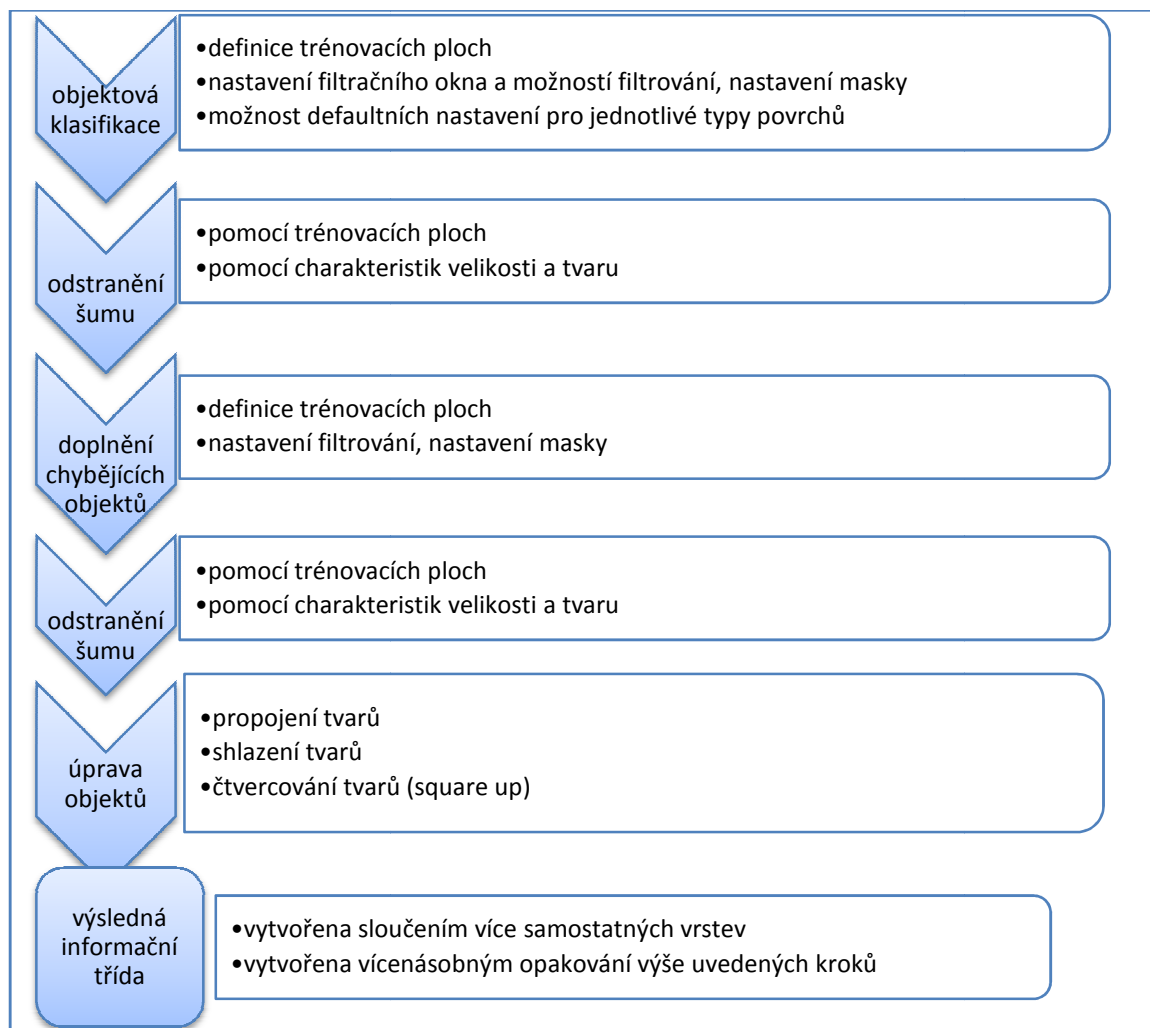 objektová
klasifikace
•definice trénovacích ploch
•nastavení filtračního okna a možností filtrování, nastavení masky
•možnost defaultních nastavení pro jednotlivé typy povrchů
odstranění
šumu
•pomocí trénovacích ploch
•pomocí charakteristik velikosti a tvaru
doplnění
chybějících
objektů
•definice trénovacích ploch
•nastavení filtrování, nastavení masky
odstranění
šumu
•pomocí trénovacích ploch
•pomocí charakteristik velikosti a tvaru
úprava
objektů
•propojení tvarů
•shlazení tvarů
•čtvercování tvarů (square up)
výsledná
informační
třída
•vytvořena sloučením více samostatných vrstev
•vytvořena vícenásobným opakování výše uvedených kroků